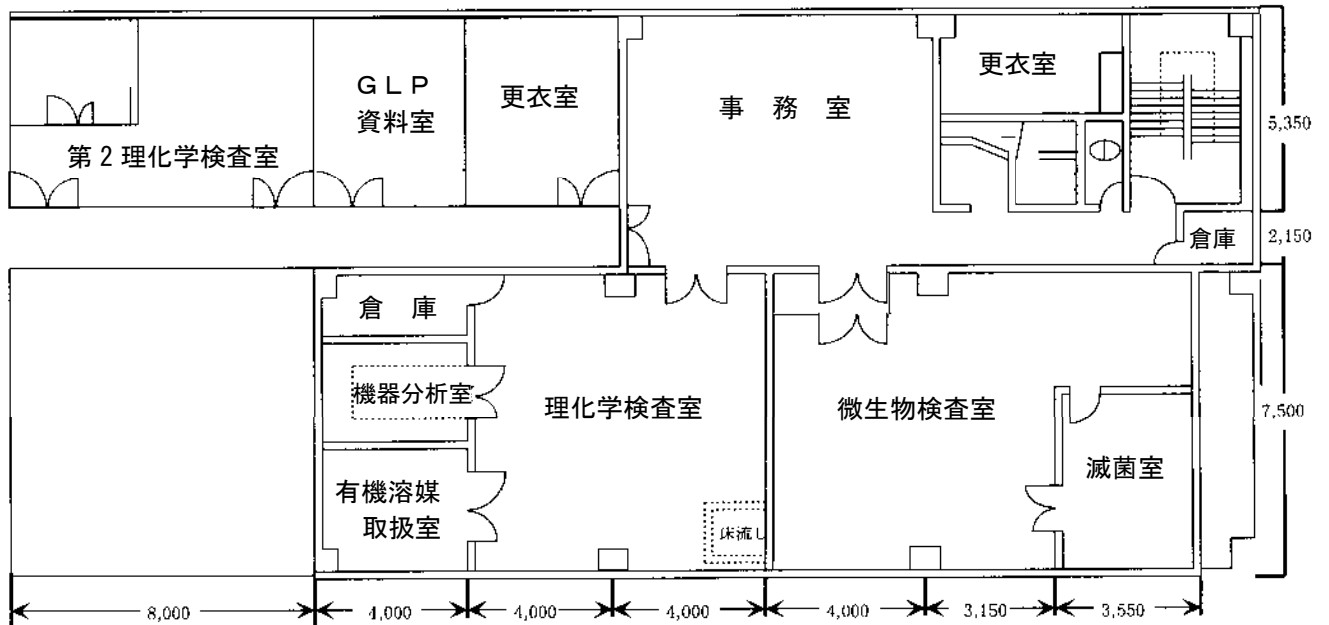 GLP
資料室
更衣室
事 務 室
更衣室
第2理化学検査室
5,350
倉庫
2,150
倉 庫
機器分析室
理化学検査室
微生物検査室
7,500
有機溶媒
取扱室
滅菌室
床流し
8,000
4,000
4,000
4,000
4,000
3,150
3,550